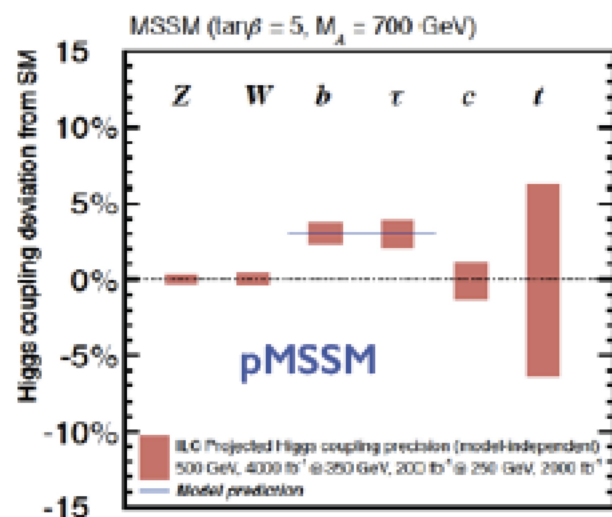 MSSM (tanβ = 5, M_A = 700 GeV)
Higgs coupling deviation from SM
15
10%
5%
0%
-5%
-10%
-15
Z W b τ c t
pMSSM
ILC Projected Higgs coupling precision (model-independent)
500 GeV, 4000 fb⁻¹ @ 350 GeV, 200 fb⁻¹ @ 250 GeV, 2000 fb⁻¹
Model prediction